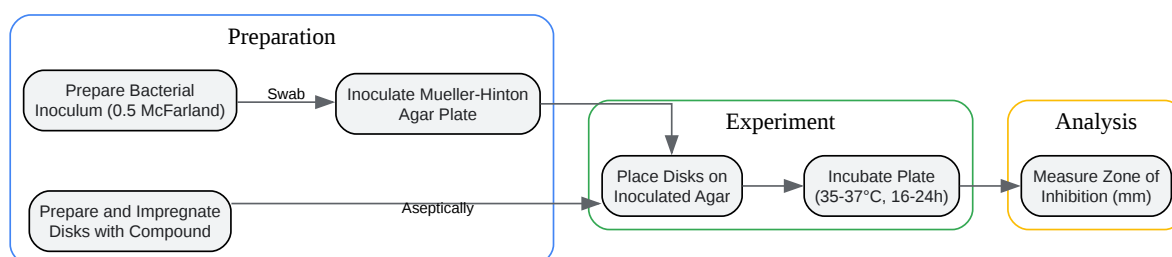 Preparation
Prepare Bacterial
Inoculum (0.5 McFarland)
Swab
Inoculate Mueller-Hinton
Agar Plate
Prepare and Impregnate
Disks with Compound
Aseptically
Experiment
Place Disks on
Inoculated Agar
Incubate Plate
(35-37°C, 16-24h)
Analysis
Measure Zone of
Inhibition (mm)